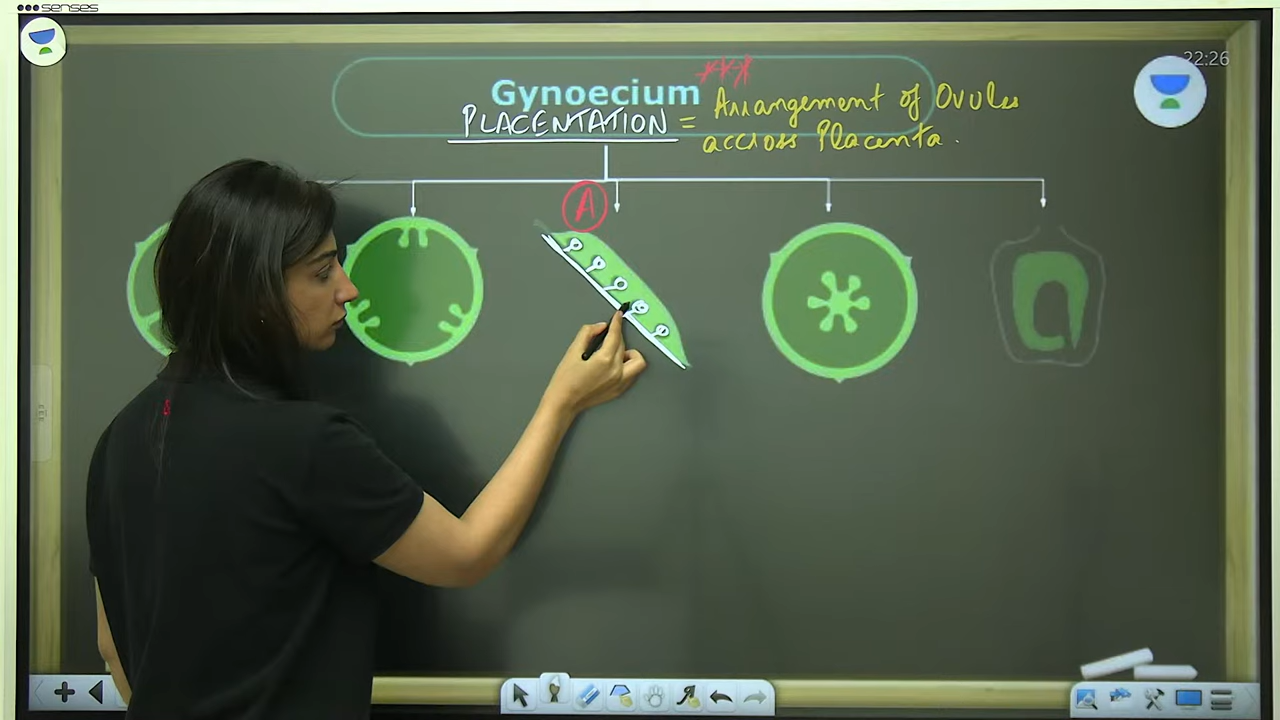 senses
22:26
Gynoecium
PLACENTATION = Arrangement of Ovules
accross Placenta.
A